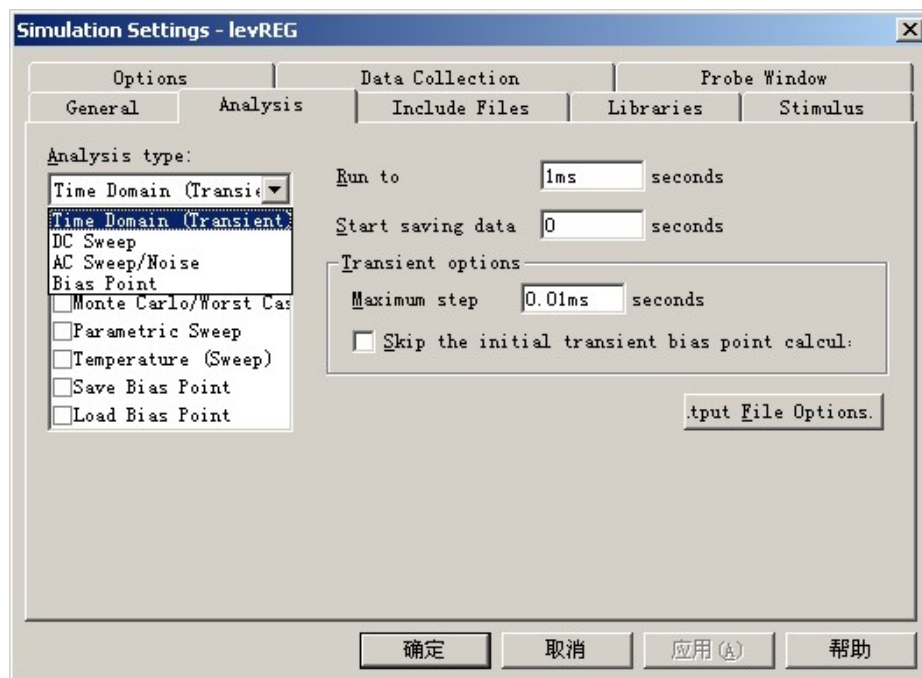 Simulation Settings - levREG
Options Data Collection Probe Window
General Analysis Include Files Libraries Stimulus
Analysis type:
Time Domain (Transie
Time Domain (Transient)
DC Sweep
AC Sweep/Noise
Bias Point
Monte Carlo/Worst Cas
Parametric Sweep
Temperature (Sweep)
Save Bias Point
Load Bias Point
Run to 1ms seconds
Start saving data 0 seconds
Transient options
Maximum step 0.01ms seconds
Skip the initial transient bias point calcul
.tput File Options.
确定 取消 应用(A) 帮助